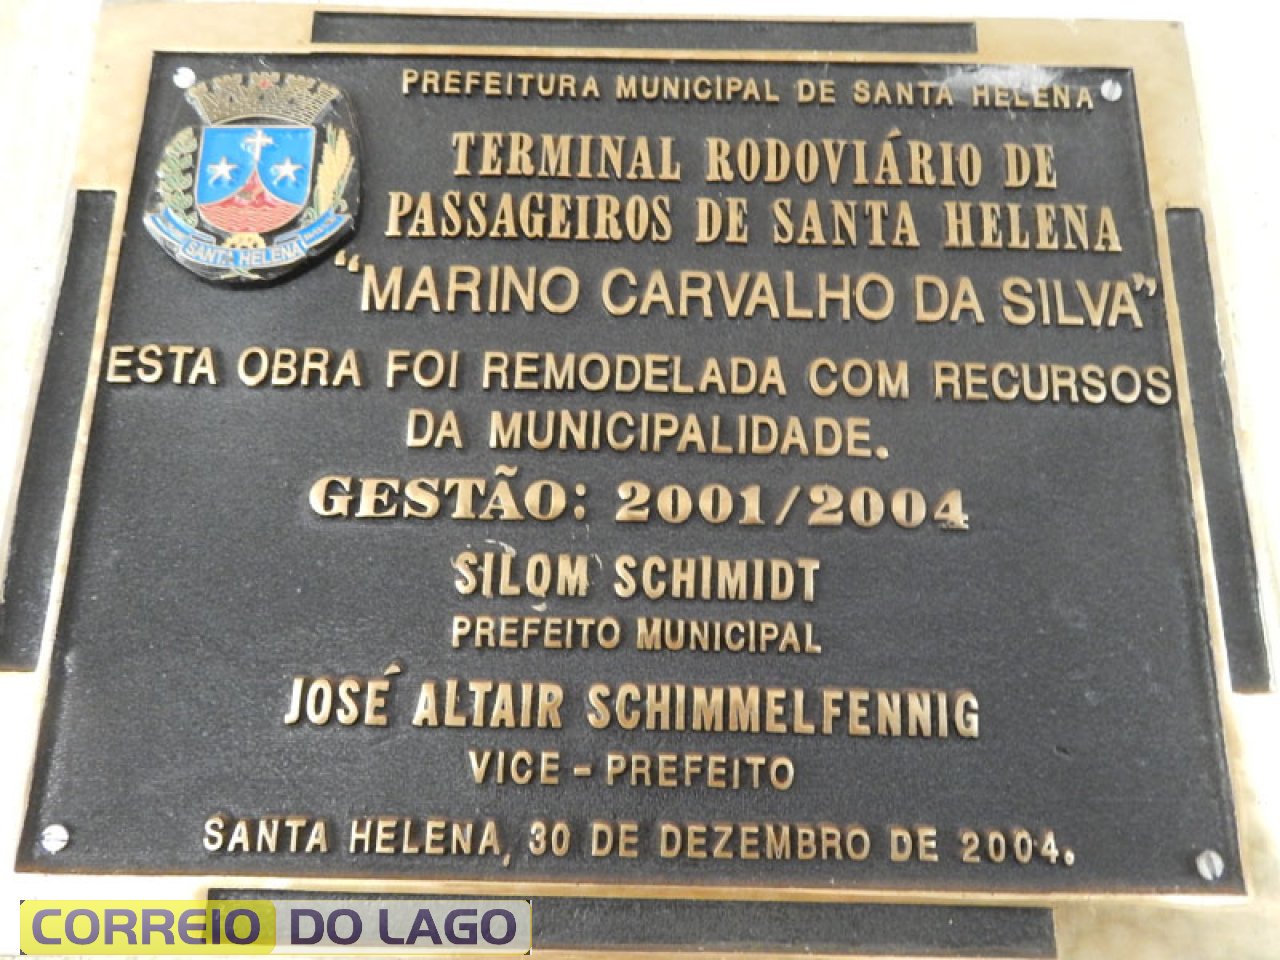 PREFEITURA MUNICIPAL DE SANTA HELENA
TERMINAL RODOVIÁRIO DE
PASSAGEIROS DE SANTA HELENA
"MARINO CARVALHO DA SILVA"
SANTA HELENA
ESTA OBRA FOI REMODELADA COM RECURSOS
DA MUNICIPALIDADE.
GESTÃO: 2001/2004
SILOM SCHIMIDT
PREFEITO MUNICIPAL
JOSÉ ALTAIR SCHIMMELFENNIG
VICE - PREFEITO
SANTA HELENA, 30 DE DEZEMBRO DE 2004.
CORREIO DO LAGO